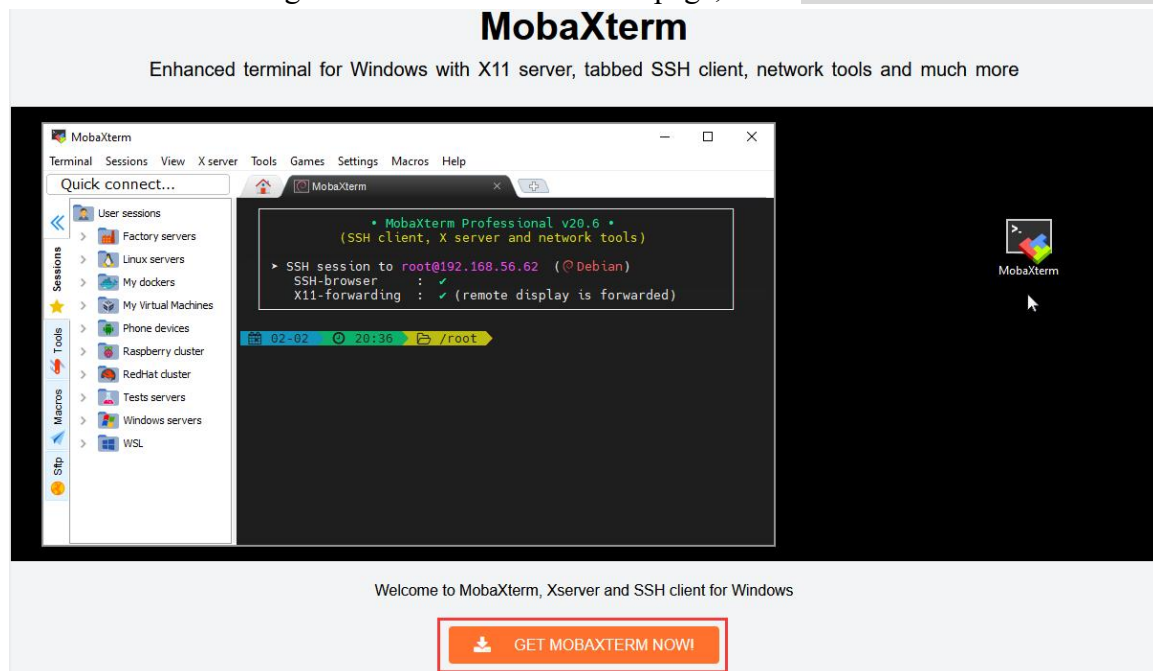 MobaXterm
Enhanced terminal for Windows with X11 server, tabbed SSH client, network tools and much more
MobaXterm
Terminal Sessions View X server Tools Games Settings Macros Help
Quick connect...
MobaXterm
User sessions
Factory servers
Linux servers
My dockers
My Virtual Machines
Phone devices
Raspberry cluster
RedHat cluster
Tests servers
Windows servers
WSL
Sessions
Tools
Macros
Sftp
• MobaXterm Professional v20.6 •
(SSH client, X server and network tools)
➤ SSH session to root@192.168.56.62 (Debian)
SSH-browser : ✓
X11-forwarding : ✓ (remote display is forwarded)
02-02 20:36 /root
MobaXterm
Welcome to MobaXterm, Xserver and SSH client for Windows
GET MOBAXTERM NOW!